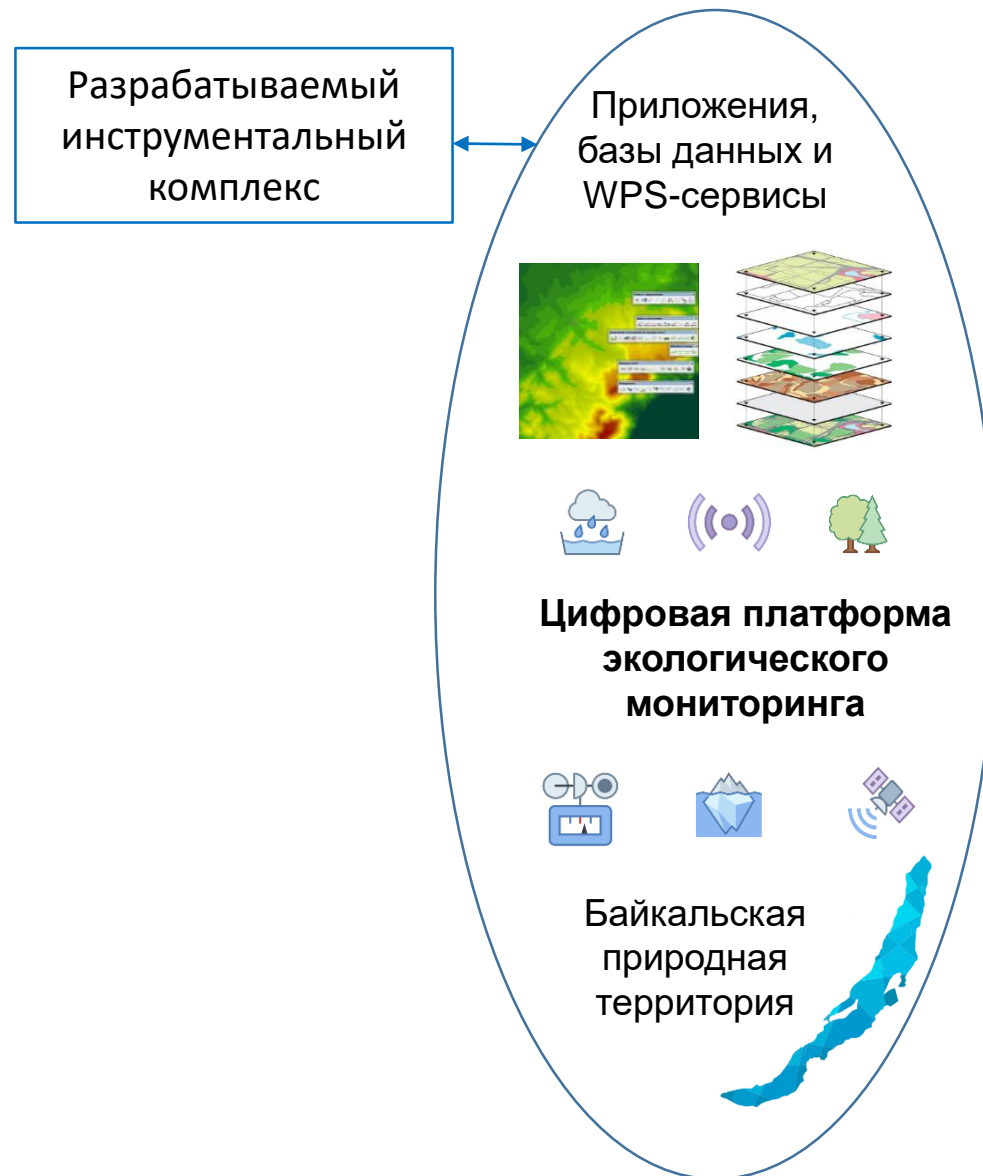 Разрабатываемый
инструментальный
комплекс
Приложения,
базы данных и
WPS-сервисы
Цифровая платформа
экологического
мониторинга
Байкальская
природная
территория